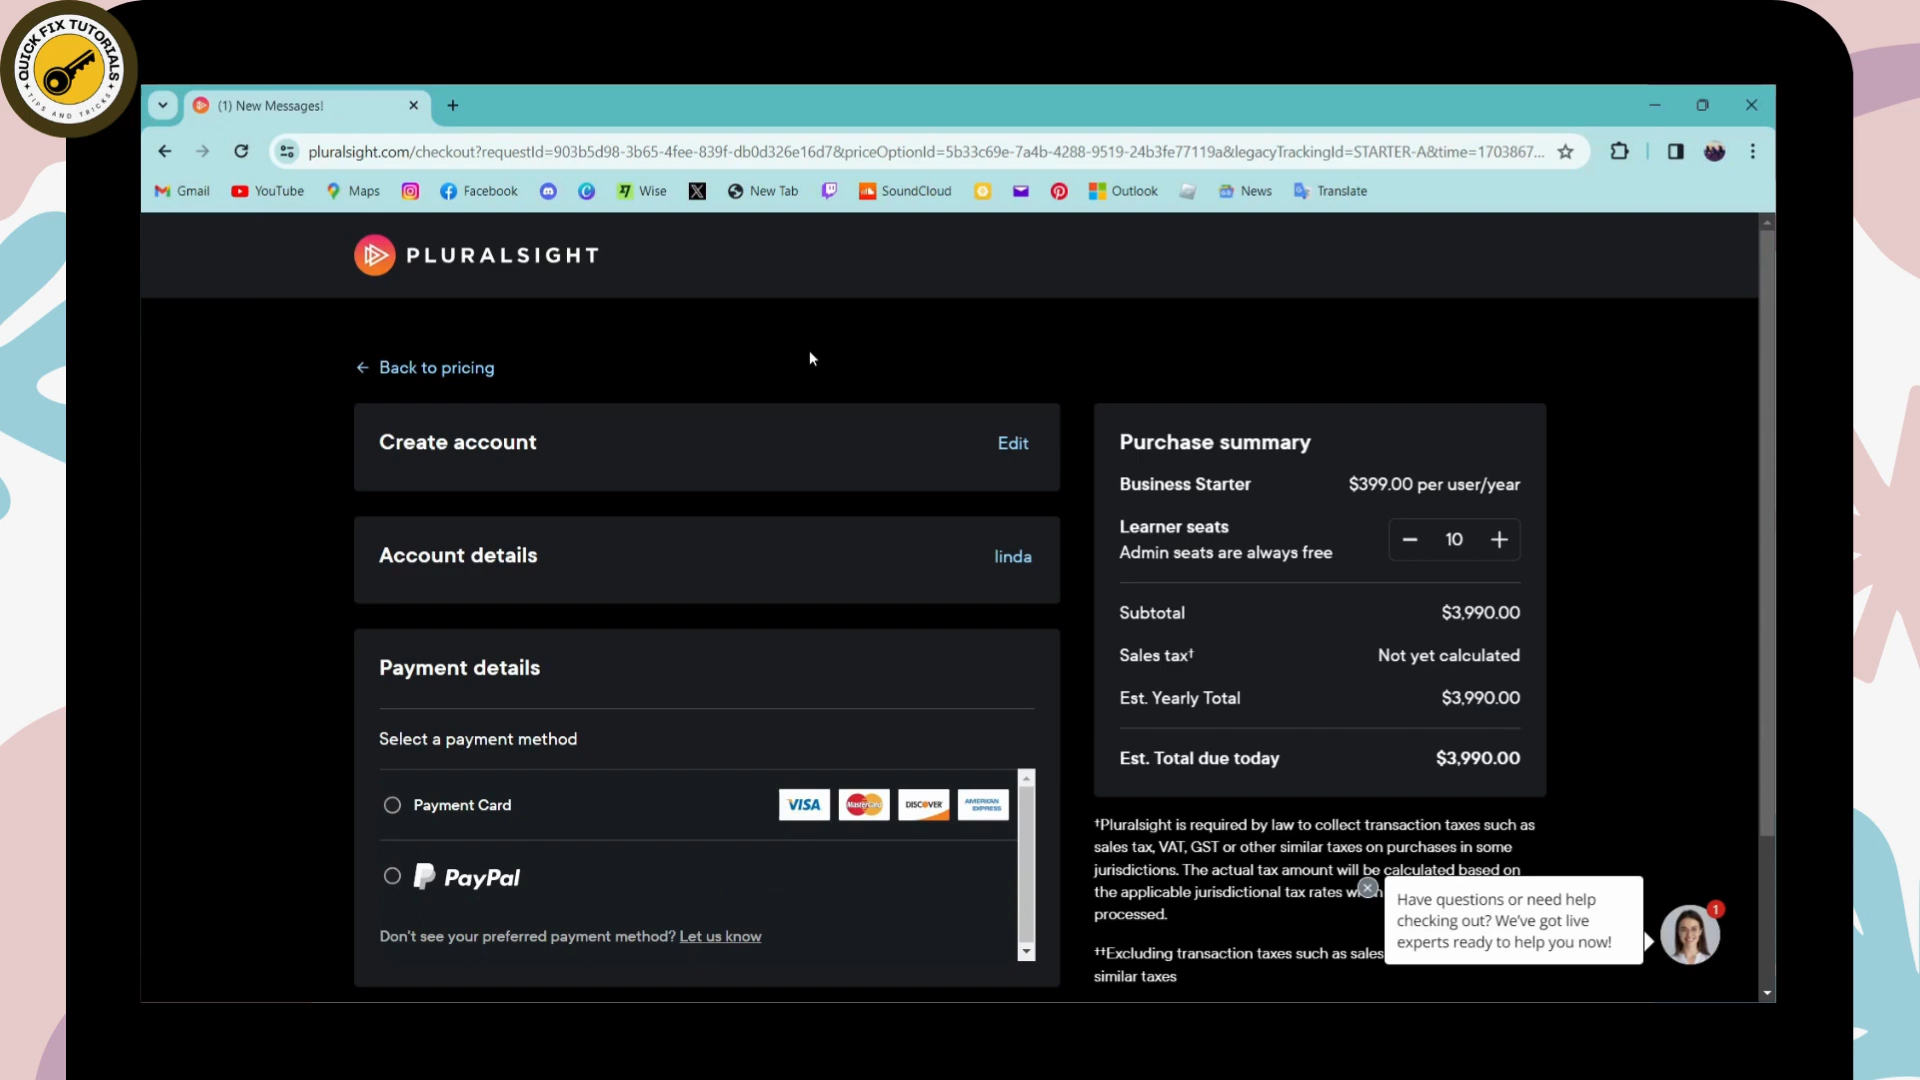 QUICK FIX TUTORIALS
TIPS AND TRICKS
(1) New Messages!
pluralsight.com/checkout?requestId=903b5d98-3b65-4fee-839f-db0d326e16d7&priceOptionId=5b33c69e-7a4b-4288-9519-24b3fe77119a&legacyTrackingId=STARTER-A&time=1703867...
Gmail YouTube Maps Facebook Wise New Tab SoundCloud Outlook News Translate
PLURALSIGHT
← Back to pricing
Create account Edit
Account details linda
Payment details
Select a payment method
Payment Card VISA MasterCard DISCOVER AMERICAN EXPRESS
PayPal
Don't see your preferred payment method? Let us know
Purchase summary
Business Starter $399.00 per user/year
Learner seats
Admin seats are always free
− 10 +
Subtotal $3,990.00
Sales tax† Not yet calculated
Est. Yearly Total $3,990.00
Est. Total due today $3,990.00
†Pluralsight is required by law to collect transaction taxes such as
sales tax, VAT, GST or other similar taxes on purchases in some
jurisdictions. The actual tax amount will be calculated based on
the applicable jurisdictional tax rates
processed.
††Excluding transaction taxes such as sales
similar taxes
Have questions or need help
checking out? We've got live
experts ready to help you now!
1